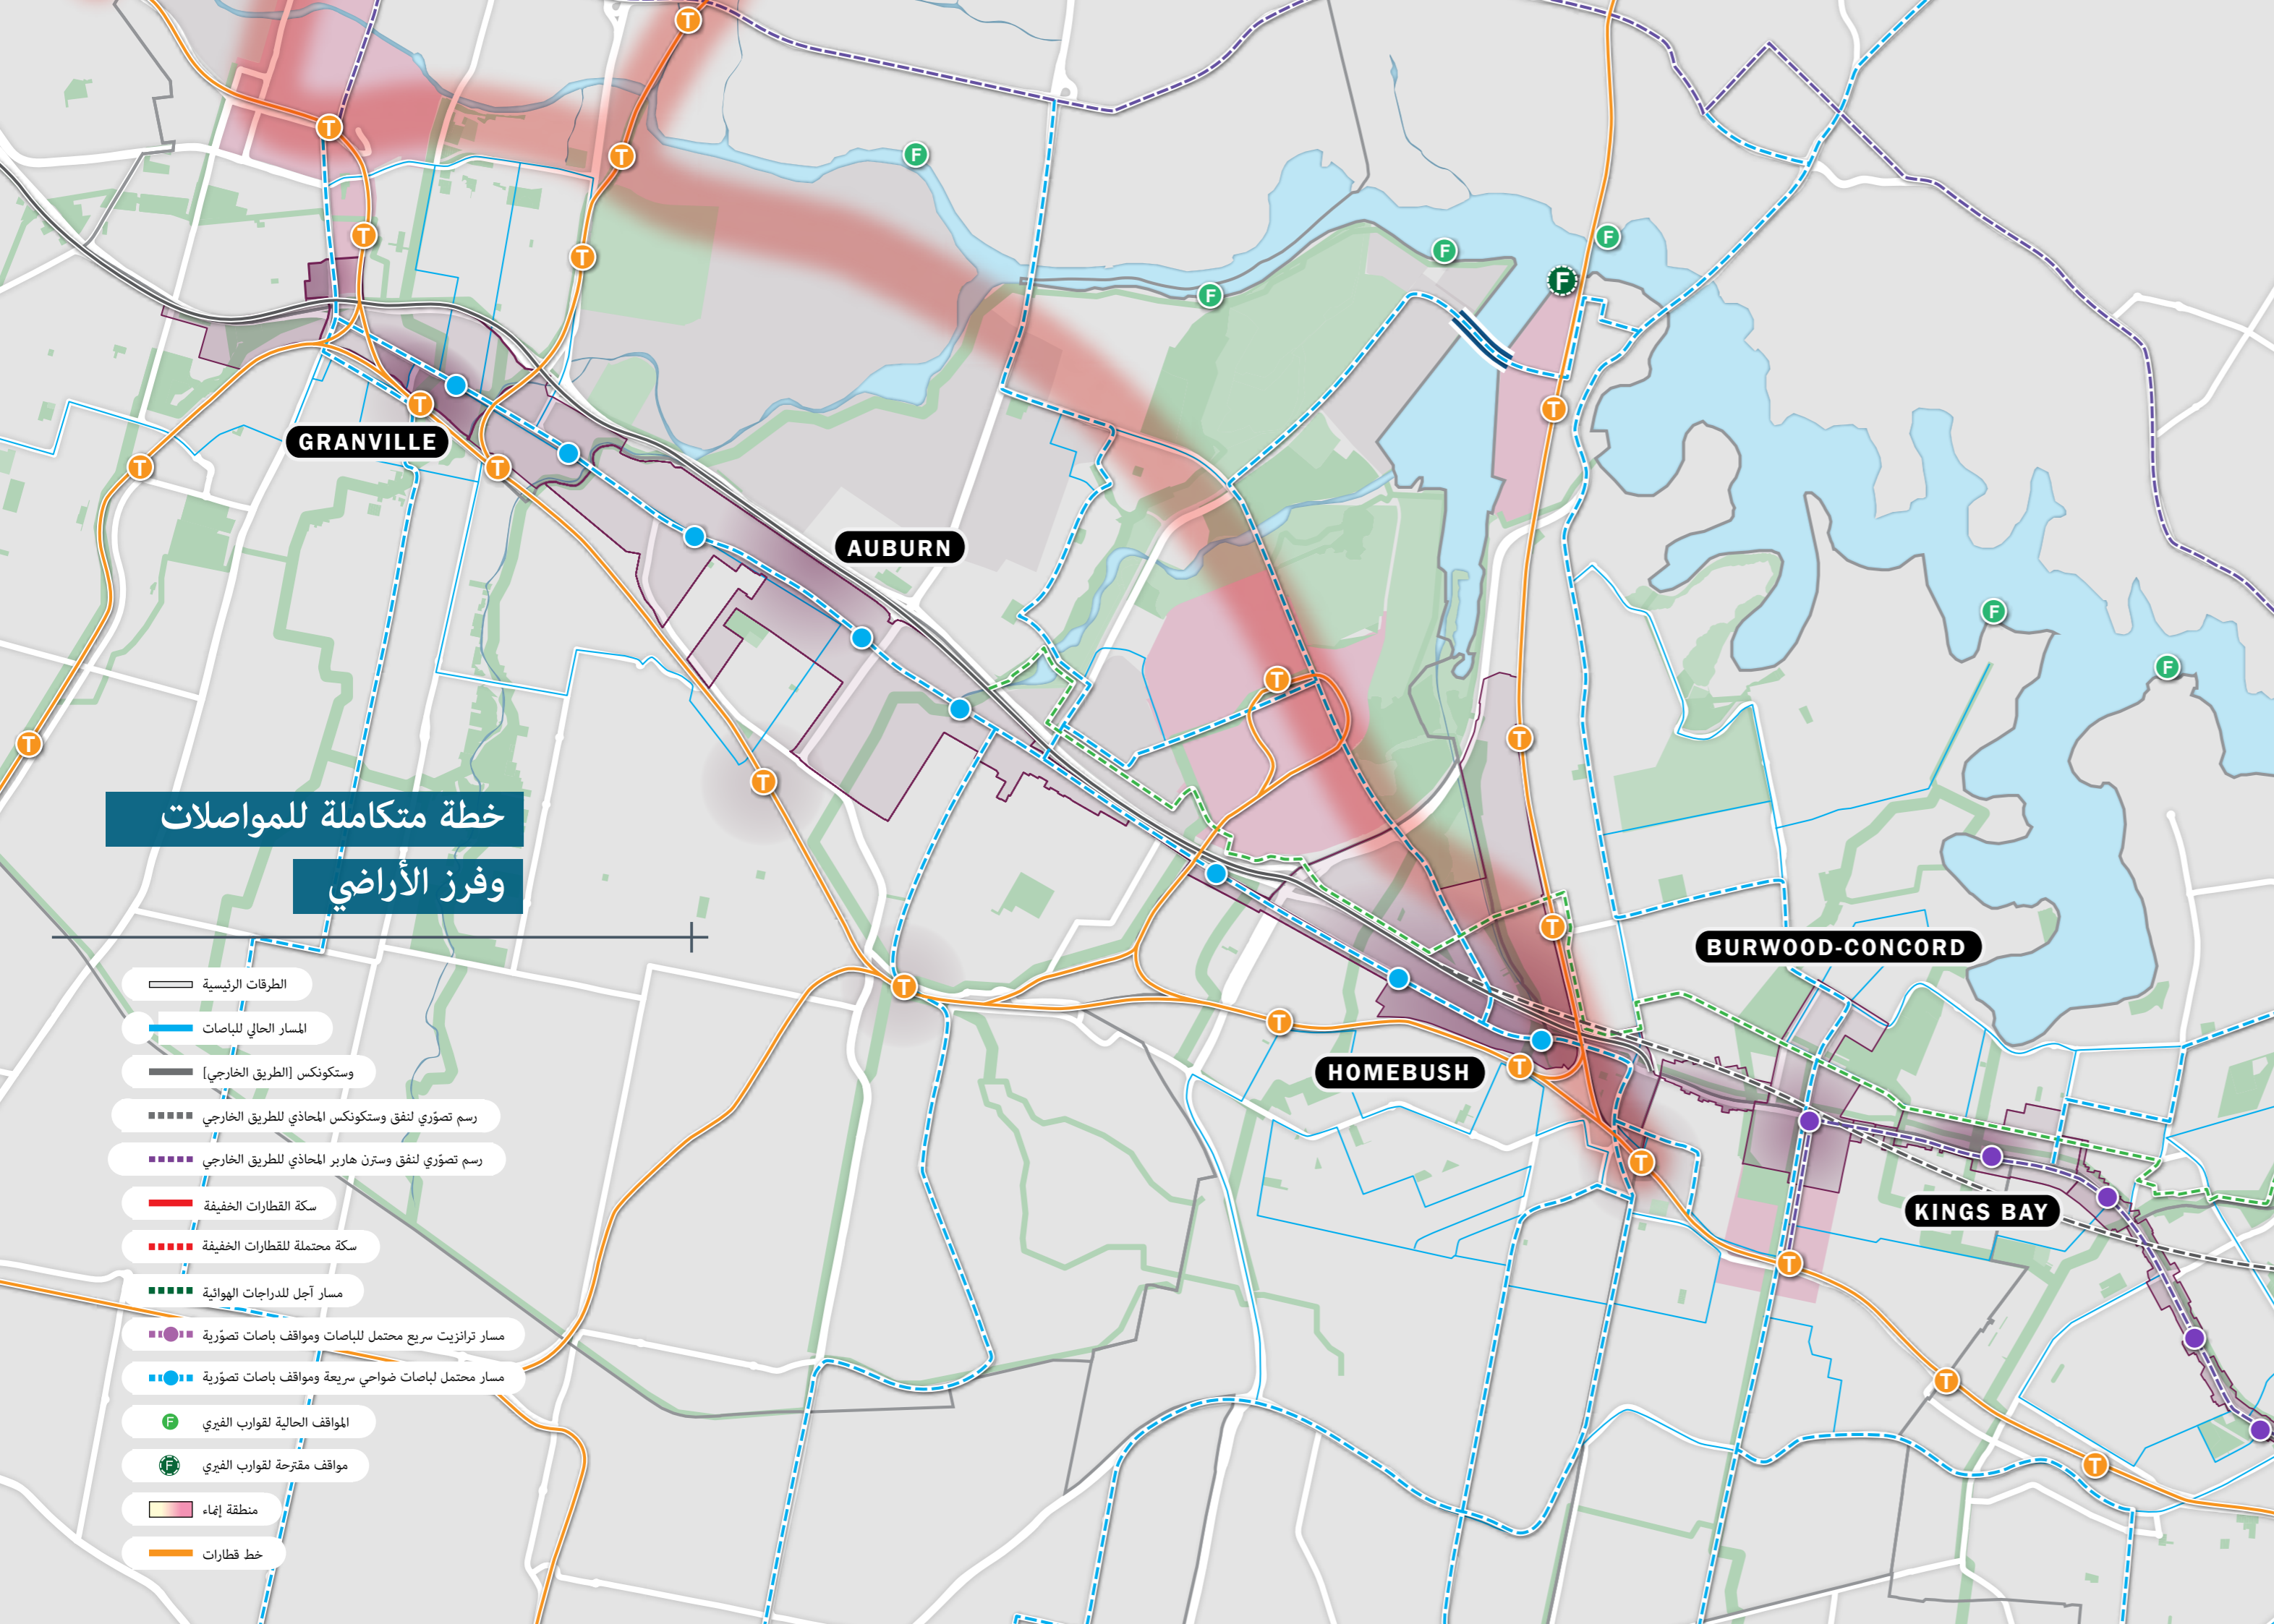 GRANVILLE
AUBURN
خطة متكاملة للمواصلات
وفرز الأراضي
BURWOOD-CONCORD
HOMEBUSH
KINGS BAY
الطرقات الرئيسية
المسار الحالي للباصات
وستكونكس [الطريق الخارجي]
رسم تصوّري لنفق وستكونكس المحاذي للطريق الخارجي
رسم تصوّري لنفق وسترن هاربر المحاذي للطريق الخارجي
سكة القطارات الخفيفة
سكة محتملة للقطارات الخفيفة
مسار آجل للدراجات الهوائية
مسار ترانزيت سريع محتمل للباصات ومواقف باصات تصوّرية
مسار محتمل لباصات ضواحي سريعة ومواقف باصات تصوّرية
F المواقف الحالية لقوارب الفيري
F مواقف مقترحة لقوارب الفيري
منطقة إنماء
خط قطارات